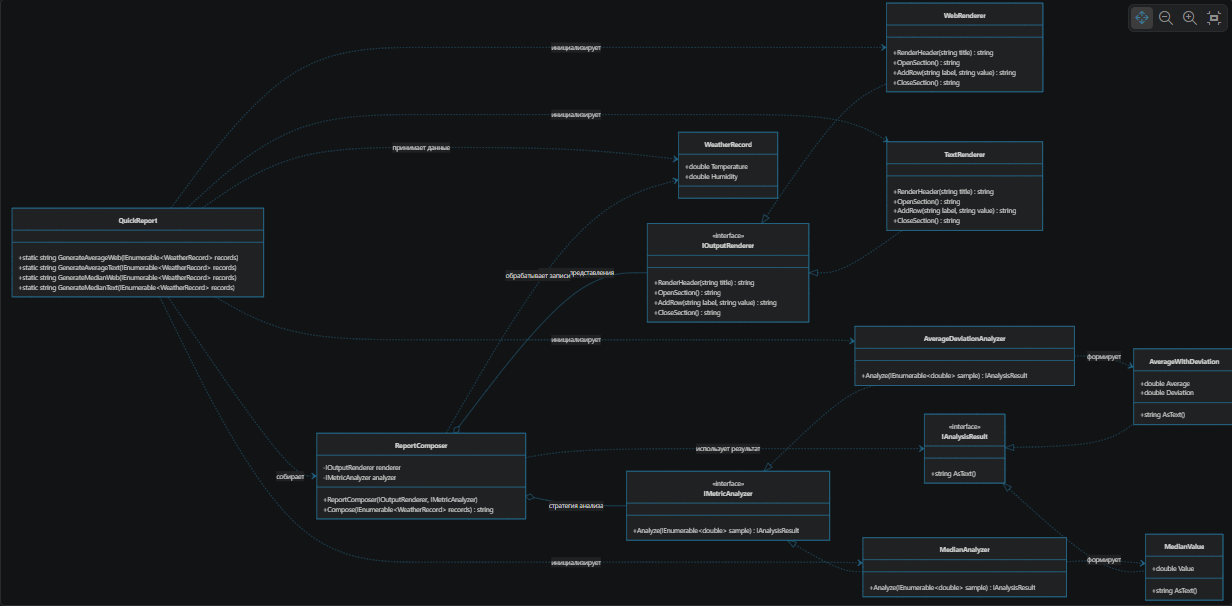 WebRenderer
+RenderHeader(string title) : string
+OpenSection() : string
+AddRow(string label, string value) : string
+CloseSection() : string
инициализирует
инициализирует
принимает данные
WeatherRecord
+double Temperature
+double Humidity
TextRenderer
+RenderHeader(string title) : string
+OpenSection() : string
+AddRow(string label, string value) : string
+CloseSection() : string
QuickReport
+static string GenerateAverageWeb(IEnumerable<WeatherRecord> records)
+static string GenerateAverageText(IEnumerable<WeatherRecord> records)
+static string GenerateMedianWeb(IEnumerable<WeatherRecord> records)
+static string GenerateMedianText(IEnumerable<WeatherRecord> records)
«interface»
IOutputRenderer
+RenderHeader(string title) : string
+OpenSection() : string
+AddRow(string label, string value) : string
+CloseSection() : string
обрабатывает записи
представления
инициализирует
AverageDeviationAnalyzer
+Analyze(IEnumerable<double> sample) : IAnalysisResult
формирует
AverageWithDeviation
+double Average
+double Deviation
+string AsText()
«interface»
IAnalysisResult
+string AsText()
ReportComposer
-IOutputRenderer renderer
-IMetricAnalyzer analyzer
+ReportComposer(IOutputRenderer, IMetricAnalyzer)
+Compose(IEnumerable<WeatherRecord> records) : string
использует результат
собирает
стратегия анализа
«interface»
IMetricAnalyzer
+Analyze(IEnumerable<double> sample) : IAnalysisResult
инициализирует
MedianAnalyzer
+Analyze(IEnumerable<double> sample) : IAnalysisResult
формирует
MedianValue
+double Value
+string AsText()